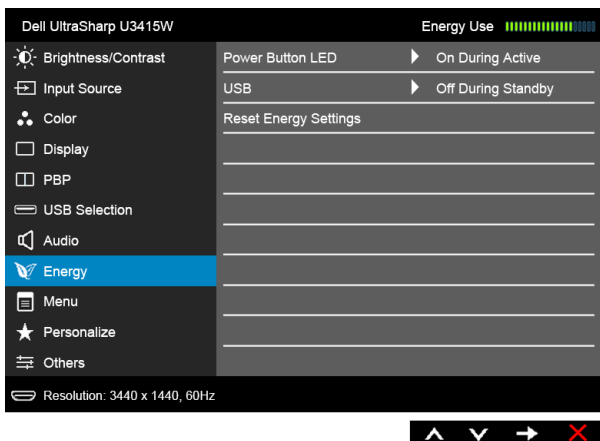 Dell UltraSharp U3415W
Energy Use
Brightness/Contrast
Power Button LED
On During Active
Input Source
USB
Off During Standby
Color
Reset Energy Settings
Display
PBP
USB Selection
Audio
Energy
Menu
Personalize
Others
Resolution: 3440 x 1440, 60Hz